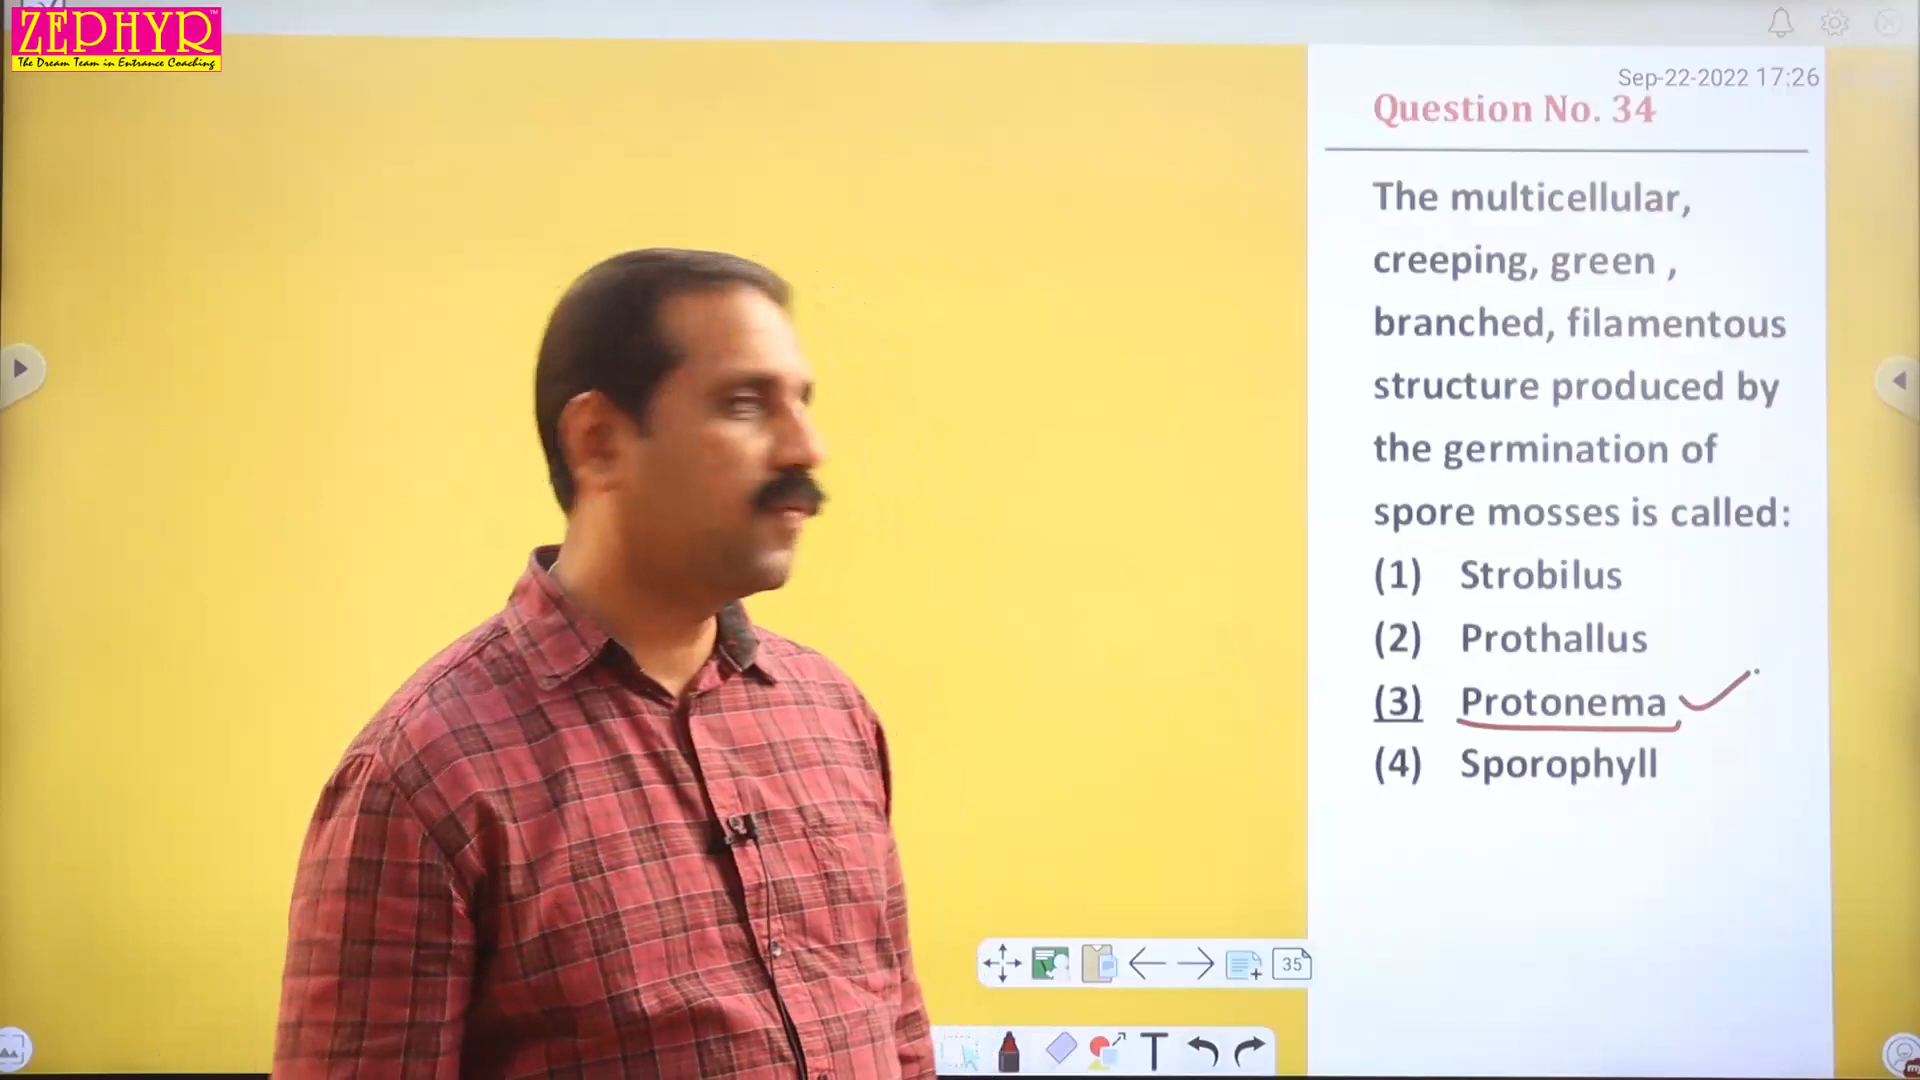 ZEPHYR™
The Dream Team in Entrance Coaching
Sep-22-2022 17:26
Question No. 34
The multicellular,
creeping, green ,
branched, filamentous
structure produced by
the germination of
spore mosses is called:
(1) Strobilus
(2) Prothallus
(3) Protonema
(4) Sporophyll
35
T